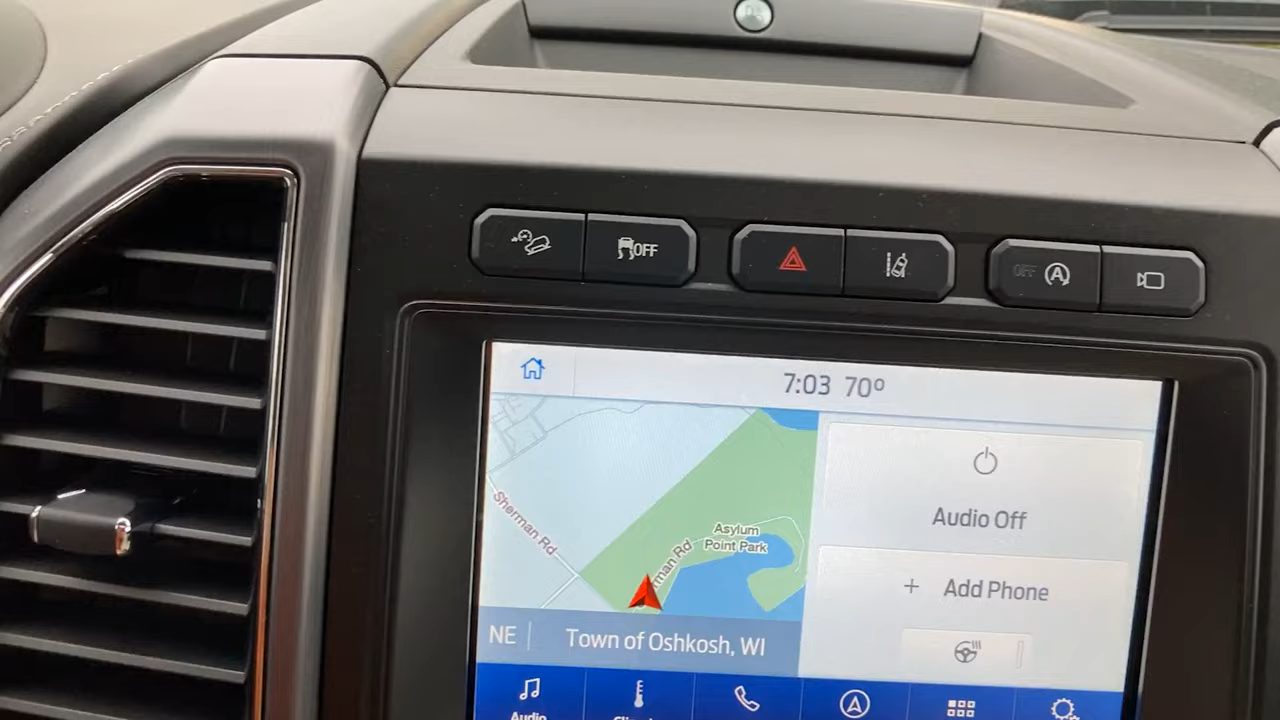 OFF
OFF A
7:03 70°
Sherman Rd
Asylum
Point Park
man Rd
Audio Off
+ Add Phone
NE
Town of Oshkosh, WI
Audio